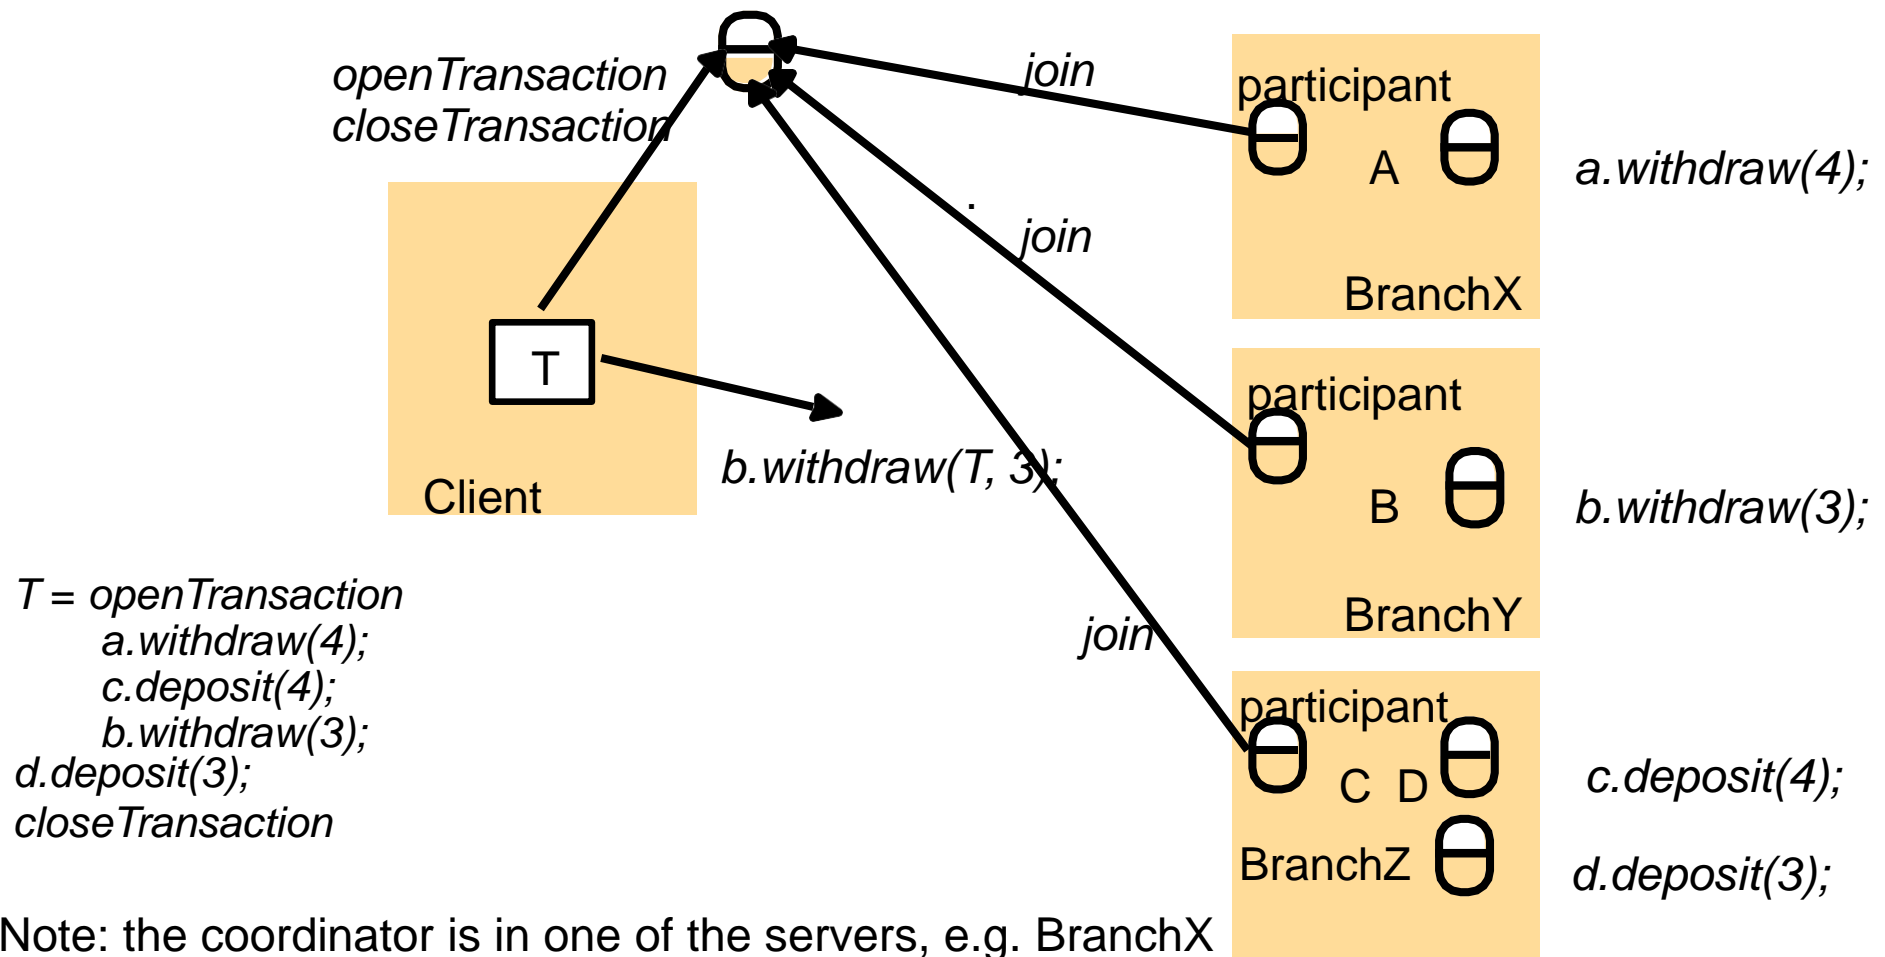 openTransaction
closeTransaction
join
participant
A
a.withdraw(4);
.
join
BranchX
T
participant
b.withdraw(T, 3);
Client
B
b.withdraw(3);
T = openTransaction
a.withdraw(4);
c.deposit(4);
b.withdraw(3);
d.deposit(3);
closeTransaction
BranchY
join
participant
C D
c.deposit(4);
BranchZ
d.deposit(3);
Note: the coordinator is in one of the servers, e.g. BranchX